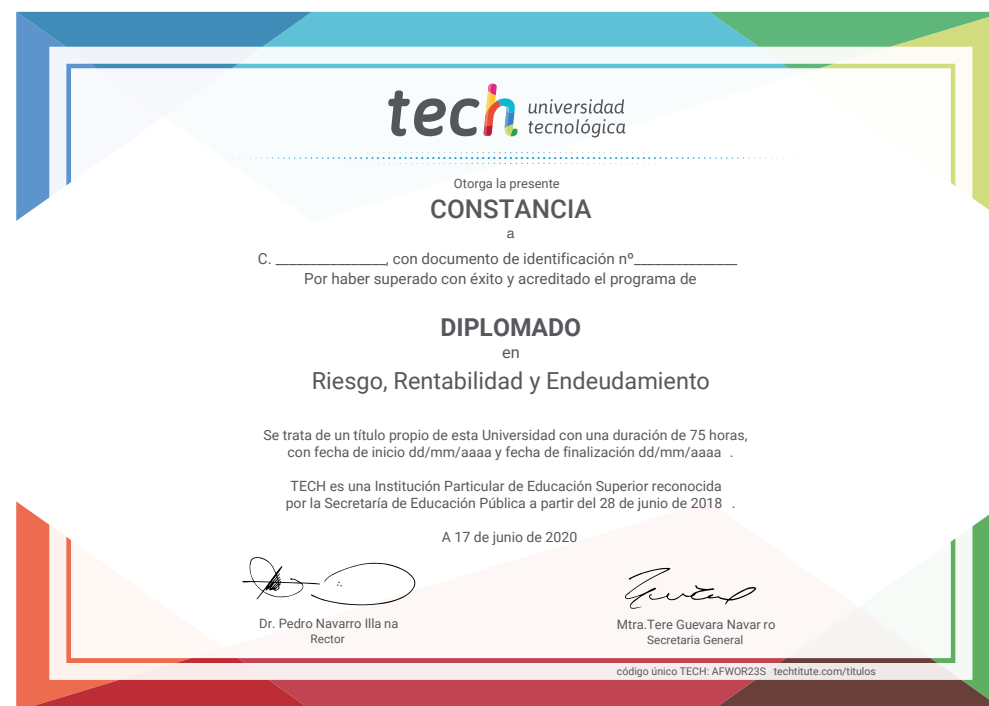 tech universidad
tecnológica
Otorga la presente
CONSTANCIA
a
C. ________________, con documento de identificación nº_______________
Por haber superado con éxito y acreditado el programa de
DIPLOMADO
en
Riesgo, Rentabilidad y Endeudamiento
Se trata de un título propio de esta Universidad con una duración de 75 horas,
con fecha de inicio dd/mm/aaaa y fecha de finalización dd/mm/aaaa .
TECH es una Institución Particular de Educación Superior reconocida
por la Secretaría de Educación Pública a partir del 28 de junio de 2018 .
A 17 de junio de 2020
Dr. Pedro Navarro Illa na
Rector
Mtra.Tere Guevara Navar ro
Secretaria General
código único TECH: AFWOR23S techtitute.com/titulos